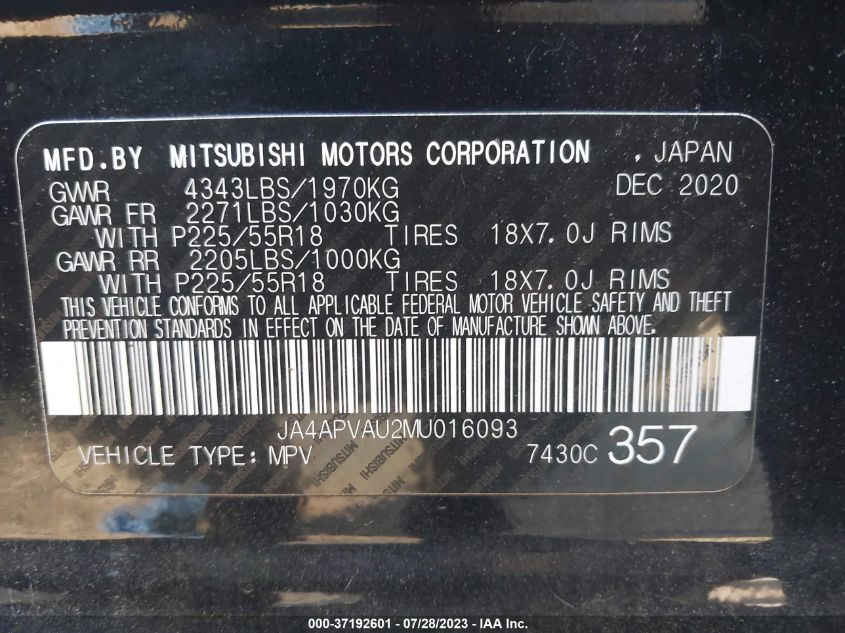 MFD.BY MITSUBISHI MOTORS CORPORATION , JAPAN
GVWR 4343LBS/1970KG DEC 2020
GAWR FR 2271LBS/1030KG
WITH P225/55R18 TIRES 18X7.0J RIMS
GAWR RR 2205LBS/1000KG
WITH P225/55R18 TIRES 18X7.0J RIMS
THIS VEHICLE CONFORMS TO ALL APPLICABLE FEDERAL MOTOR VEHICLE SAFETY AND THEFT
PREVENTION STANDARDS IN EFFECT ON THE DATE OF MANUFACTURE SHOWN ABOVE.
JA4APVAU2MU016093
VEHICLE TYPE: MPV 7430C 357
000-37192601 - 07/28/2023 - IAA Inc.